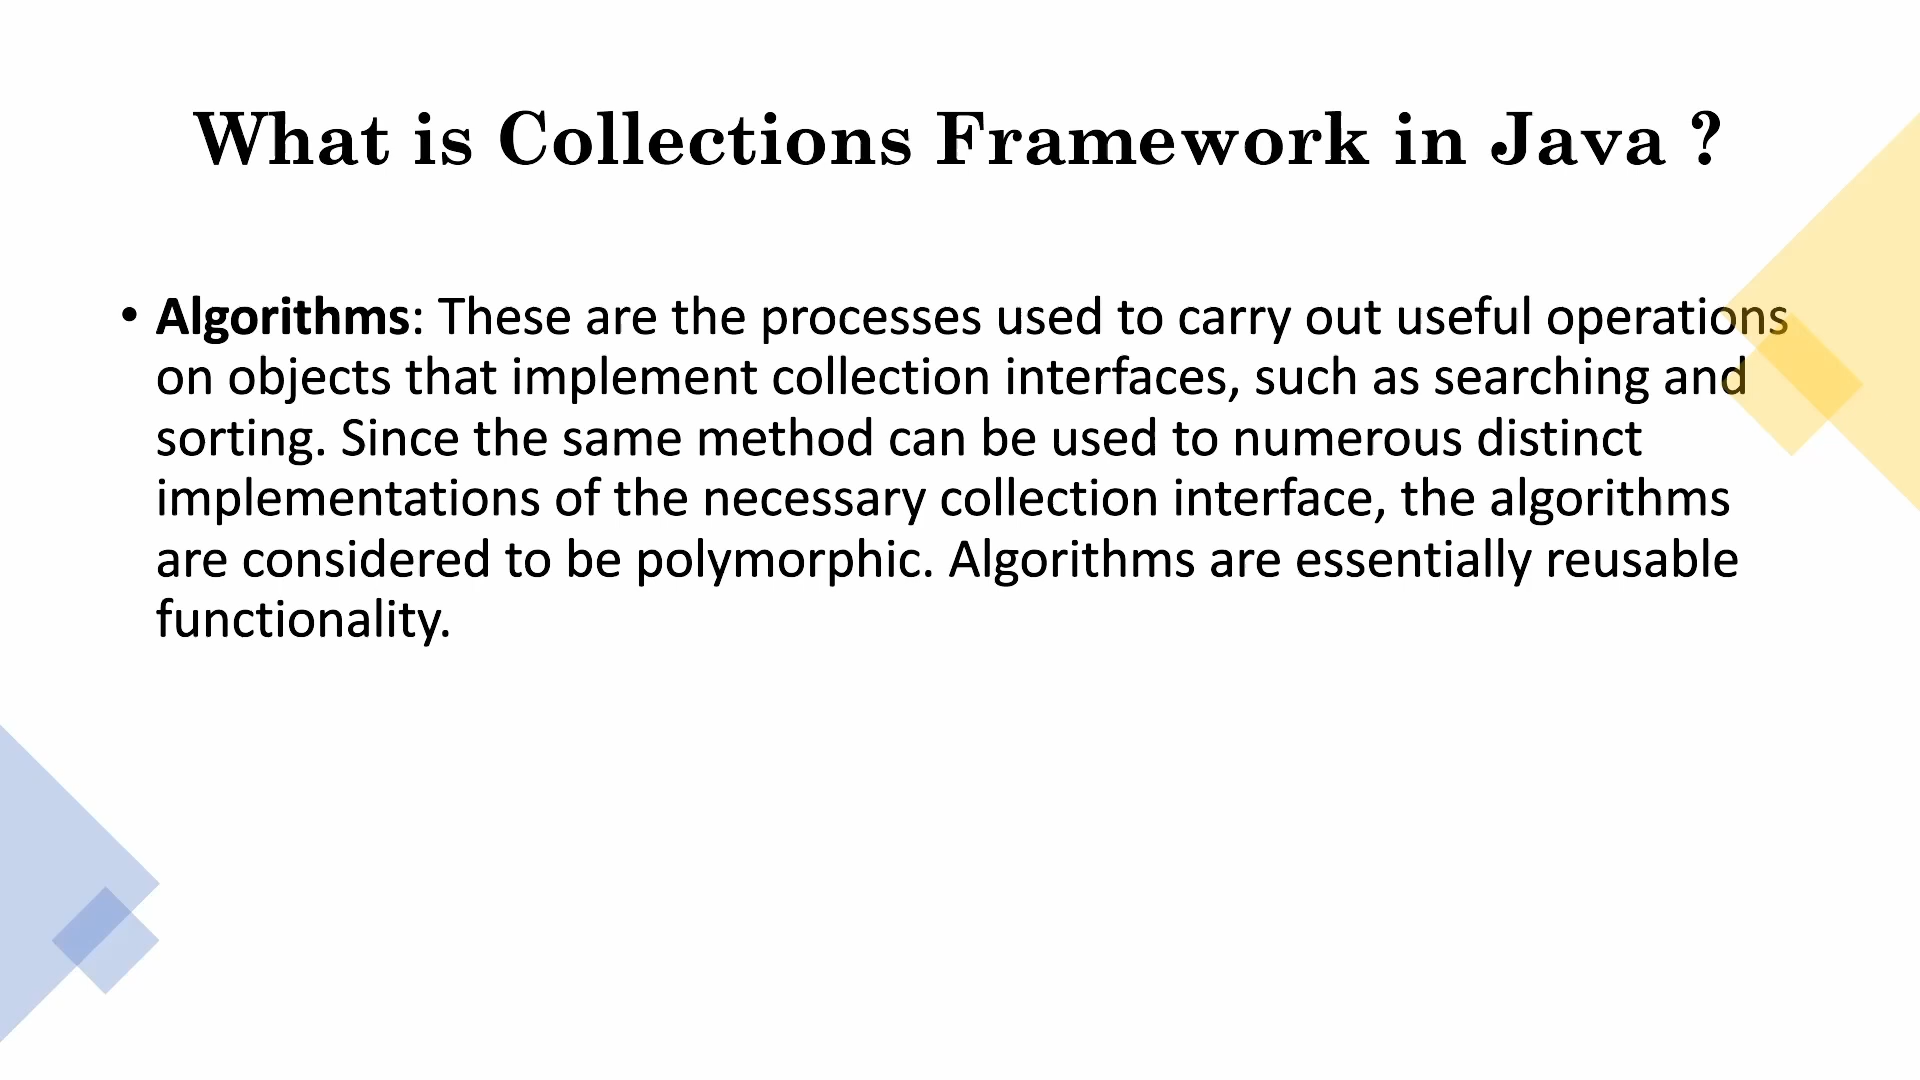 What is Collections Framework in Java ?
• Algorithms: These are the processes used to carry out useful operations
on objects that implement collection interfaces, such as searching and
sorting. Since the same method can be used to numerous distinct
implementations of the necessary collection interface, the algorithms
are considered to be polymorphic. Algorithms are essentially reusable
functionality.